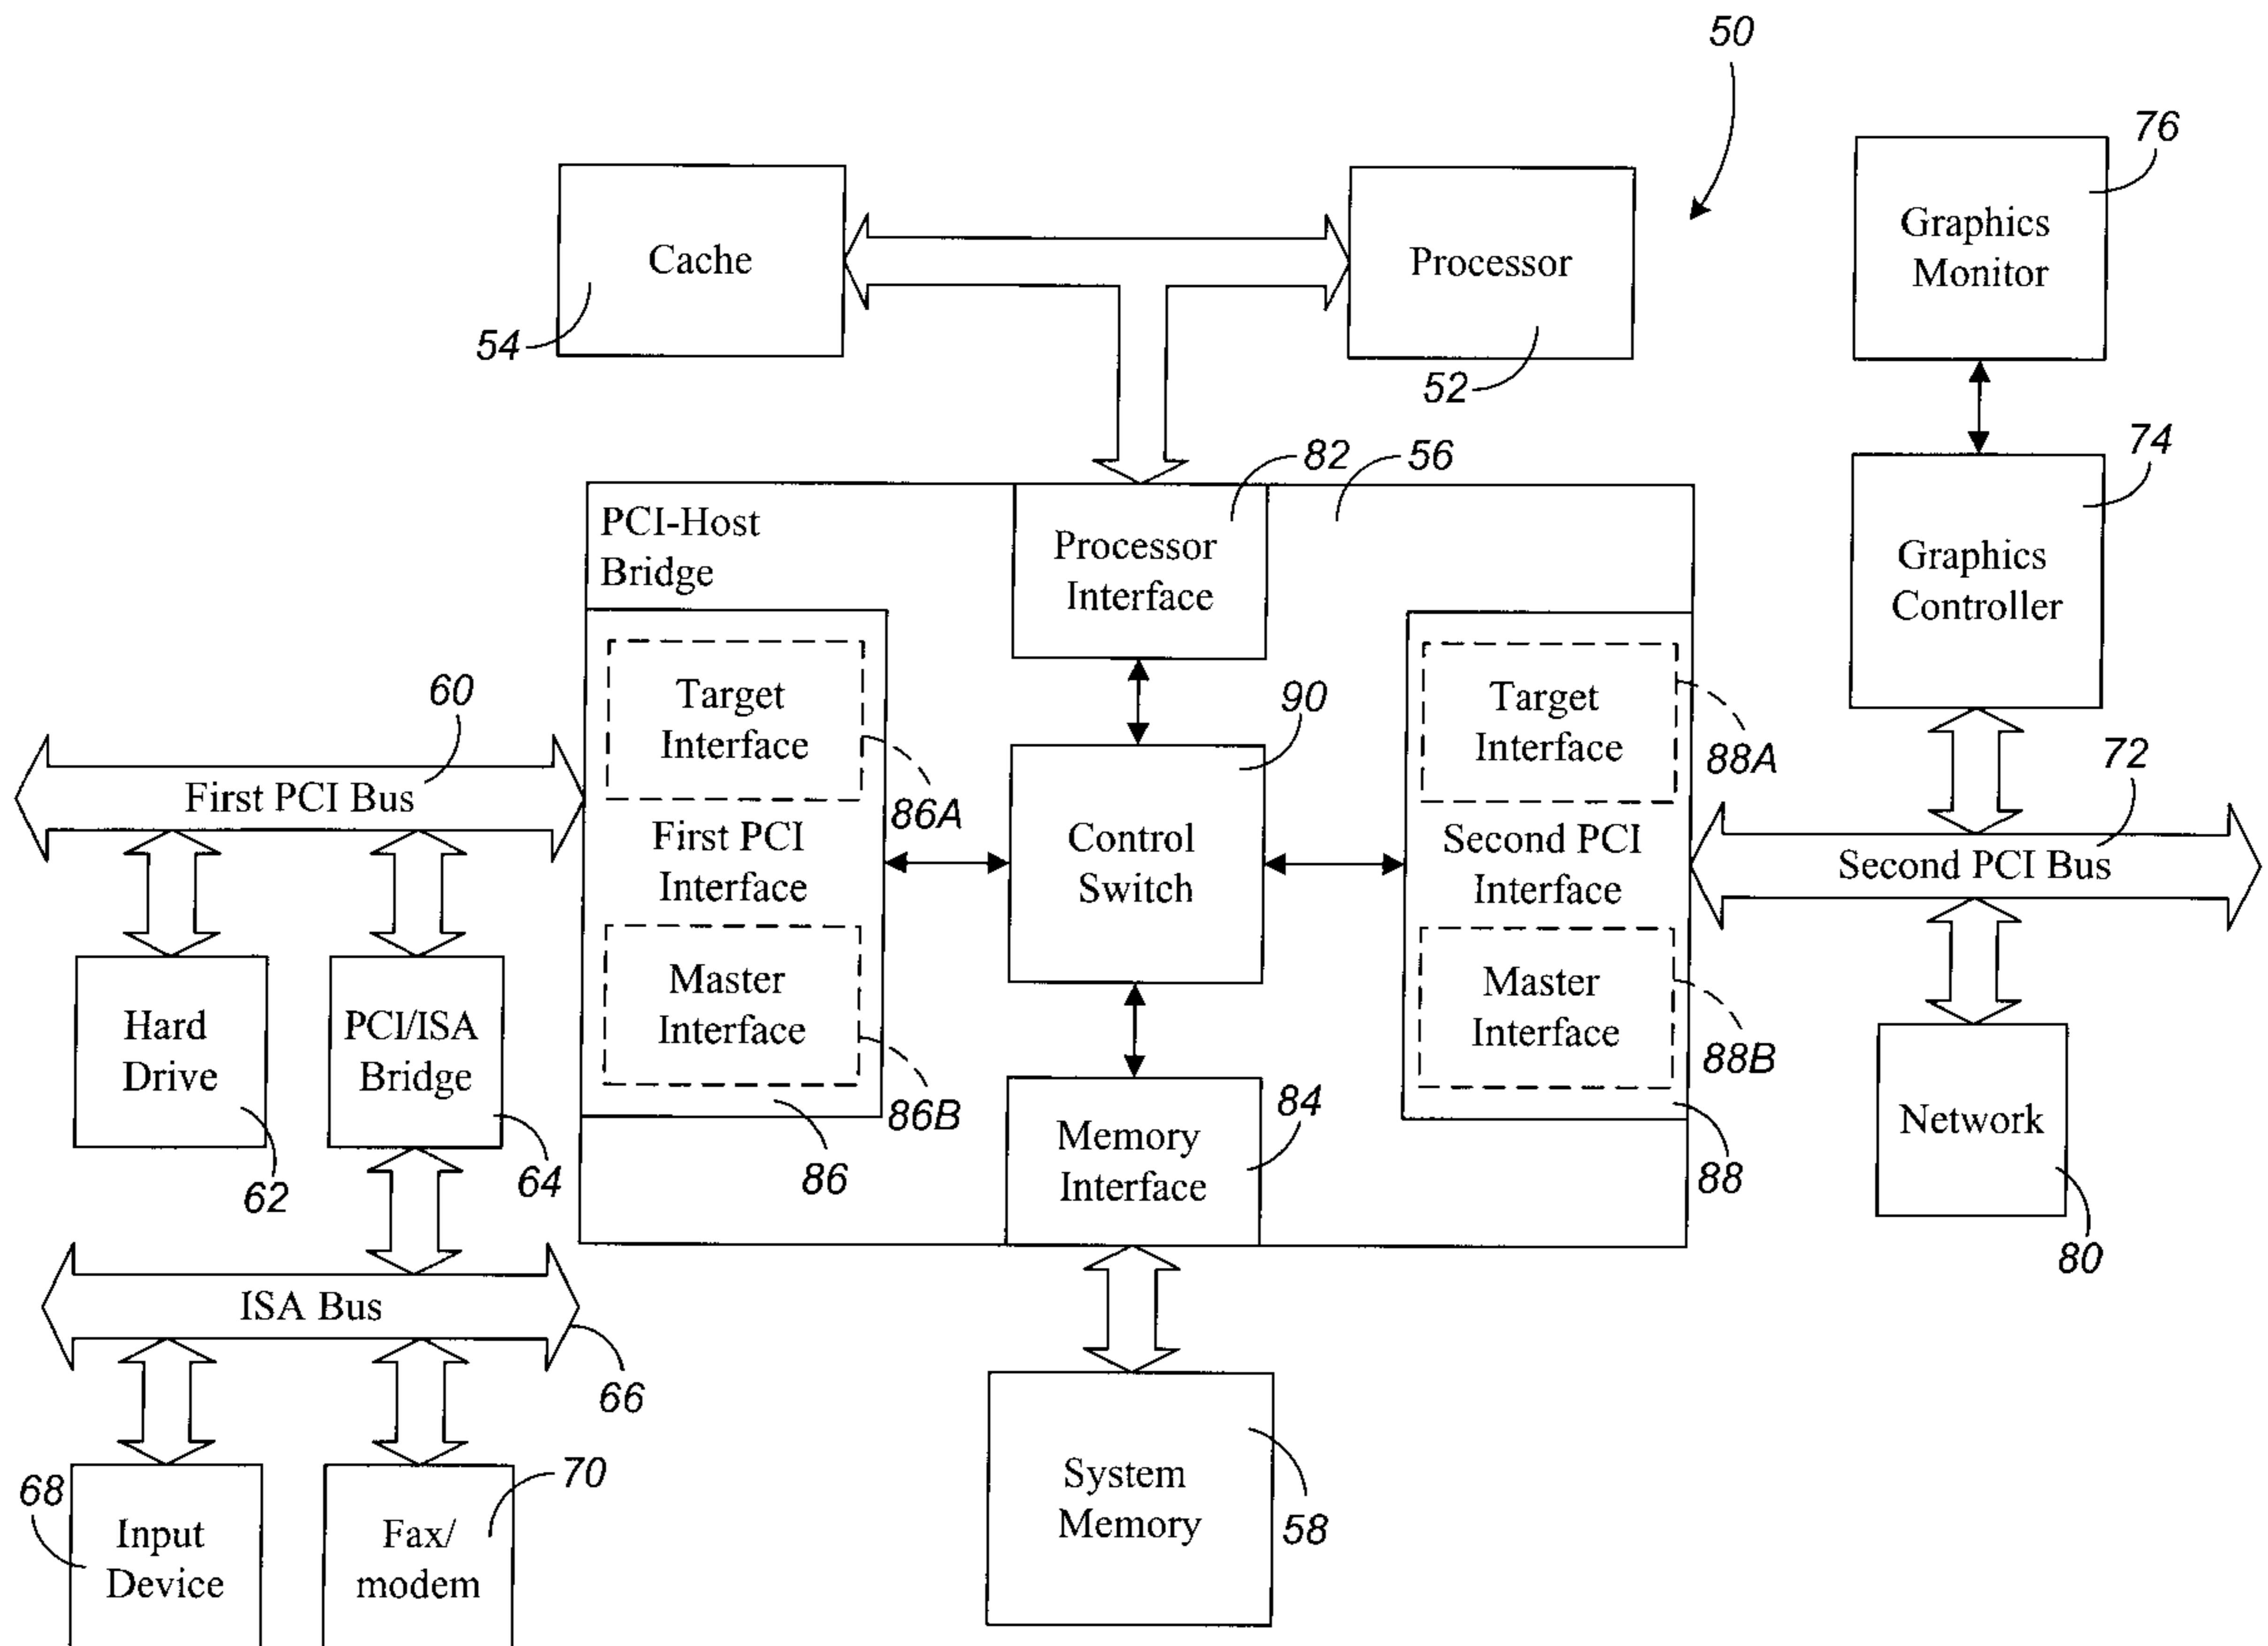 50
76
Graphics
Monitor
Cache
54
Processor
52
74
Graphics
Controller
82
56
PCI-Host
Bridge
Processor
Interface
60
First PCI Bus
Target
Interface
86A
First PCI
Interface
Master
Interface
86B
86
90
Control
Switch
Target
Interface
88A
Second PCI
Interface
Master
Interface
88B
88
72
Second PCI Bus
Hard
Drive
62
PCI/ISA
Bridge
64
Memory
Interface
84
Network
80
ISA Bus
66
System
Memory
58
68
Input
Device
70
Fax/
modem